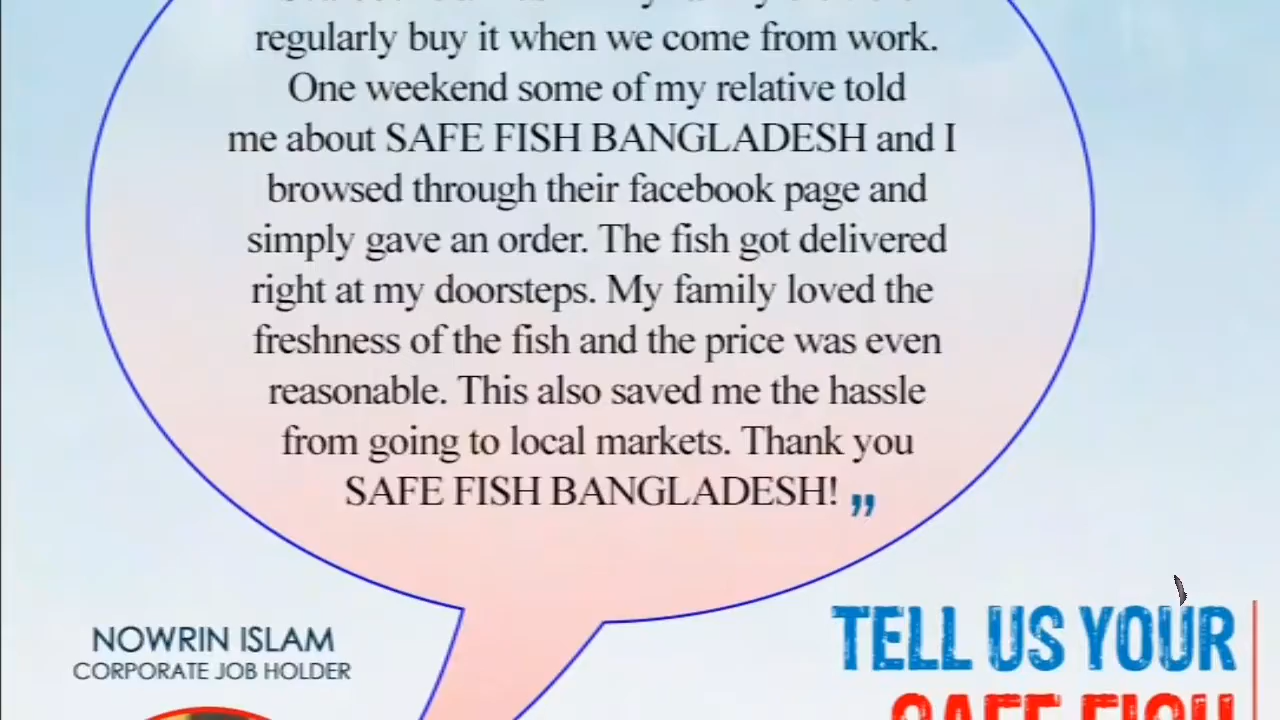 regularly buy it when we come from work.
One weekend some of my relative told
me about SAFE FISH BANGLADESH and I
browsed through their facebook page and
simply gave an order. The fish got delivered
right at my doorsteps. My family loved the
freshness of the fish and the price was even
reasonable. This also saved me the hassle
from going to local markets. Thank you
SAFE FISH BANGLADESH! ”
NOWRIN ISLAM
CORPORATE JOB HOLDER
TELL US YOUR
SAFE FISH